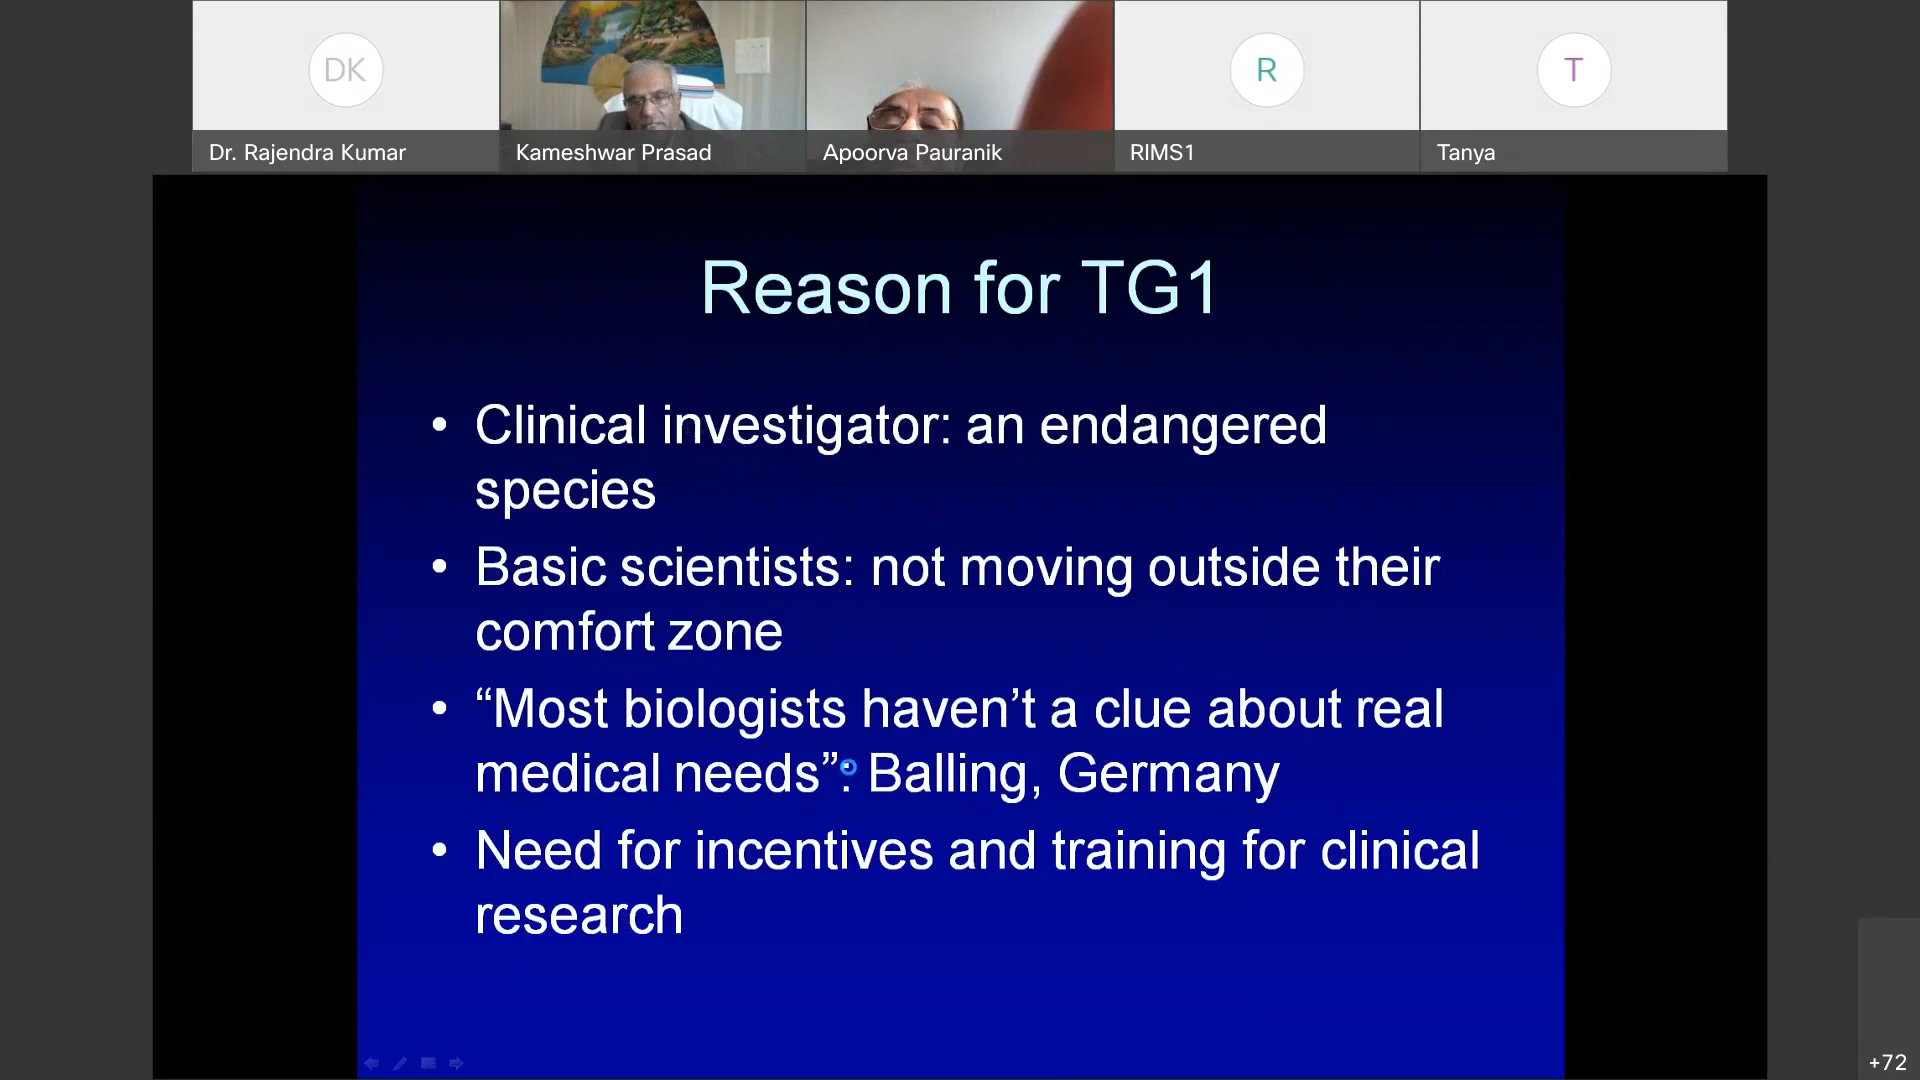 DK
R
T
Dr. Rajendra Kumar
Kameshwar Prasad
Apoorva Pauranik
RIMS1
Tanya
Reason for TG1
• Clinical investigator: an endangered
species
• Basic scientists: not moving outside their
comfort zone
• “Most biologists haven’t a clue about real
medical needs”: Balling, Germany
• Need for incentives and training for clinical
research
+72